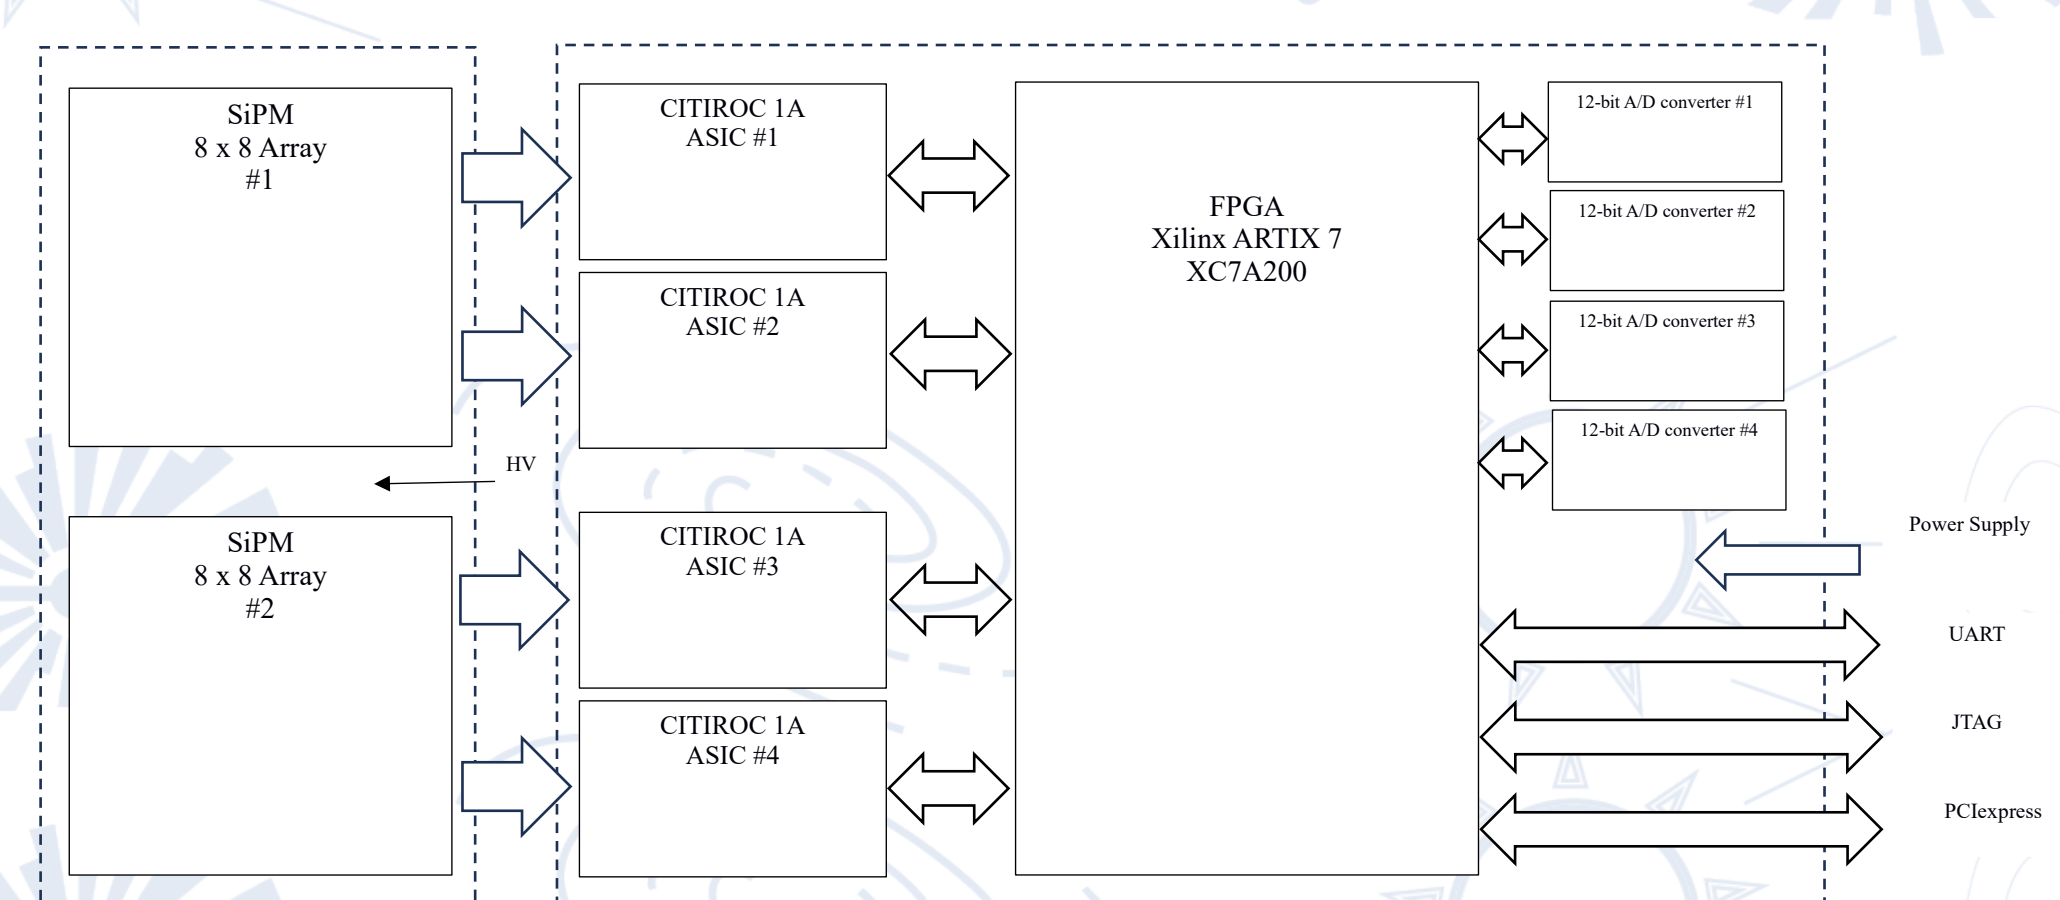 SiPM
8 x 8 Array
#1
CITIROC 1A
ASIC #1
CITIROC 1A
ASIC #2
HV
SiPM
8 x 8 Array
#2
CITIROC 1A
ASIC #3
CITIROC 1A
ASIC #4
FPGA
Xilinx ARTIX 7
XC7A200
12-bit A/D converter #1
12-bit A/D converter #2
12-bit A/D converter #3
12-bit A/D converter #4
Power Supply
UART
JTAG
PCIexpress